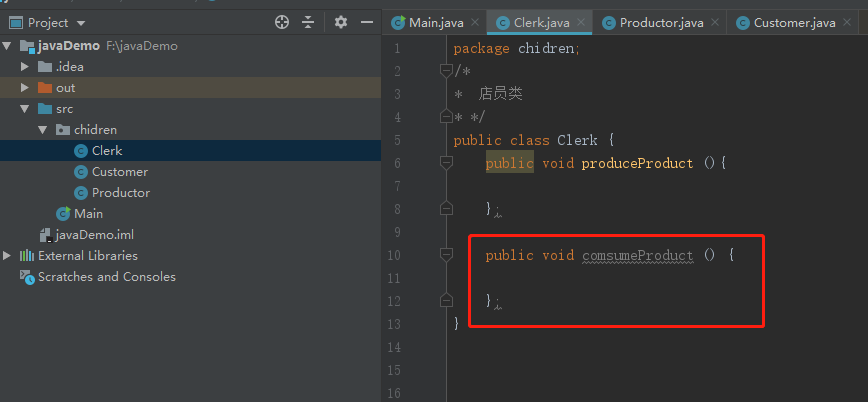 Project
javaDemo F:\javaDemo
.idea
out
src
chidren
Clerk
Customer
Productor
Main
javaDemo.iml
External Libraries
Scratches and Consoles
Main.java
Clerk.java
Productor.java
Customer.java
1 package chidren;
2 /*
3 * 店员类
4 * */
5 public class Clerk {
6 public void produceProduct (){
7
8 };
9
10 public void comsumeProduct () {
11
12 };
13 }
14
15
16